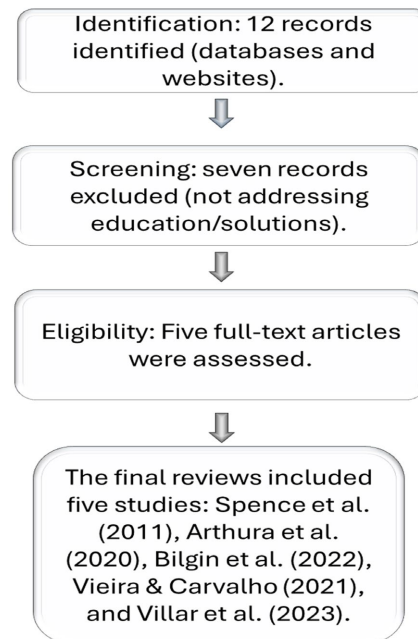 Identification: 12 records
identified (databases and
websites).
Screening: seven records
excluded (not addressing
education/solutions).
Eligibility: Five full-text articles
were assessed.
The final reviews included
five studies: Spence et al.
(2011), Arthura et al.
(2020), Bilgin et al. (2022),
Vieira & Carvalho (2021),
and Villar et al. (2023).